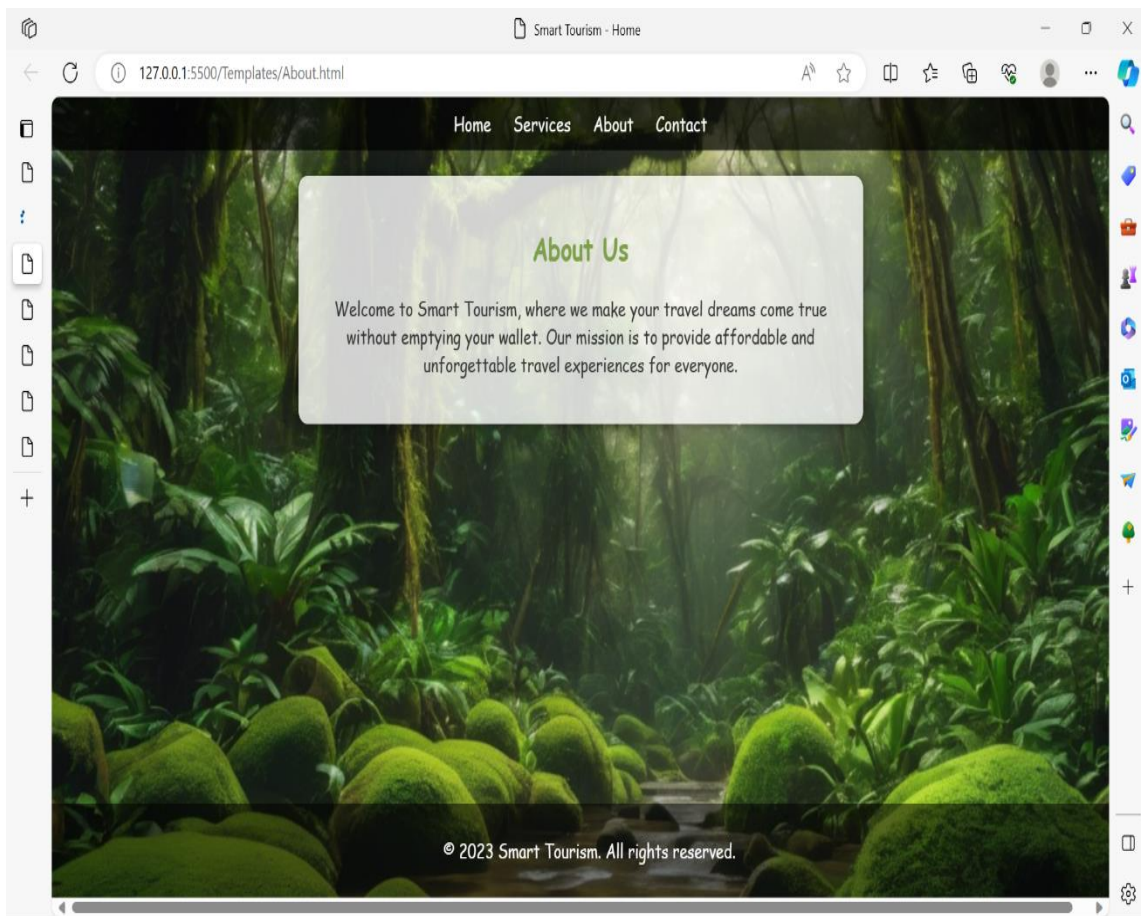 Smart Tourism - Home
127.0.0.1:5500/Templates/About.html
Home Services About Contact
About Us
Welcome to Smart Tourism, where we make your travel dreams come true
without emptying your wallet. Our mission is to provide affordable and
unforgettable travel experiences for everyone.
© 2023 Smart Tourism. All rights reserved.